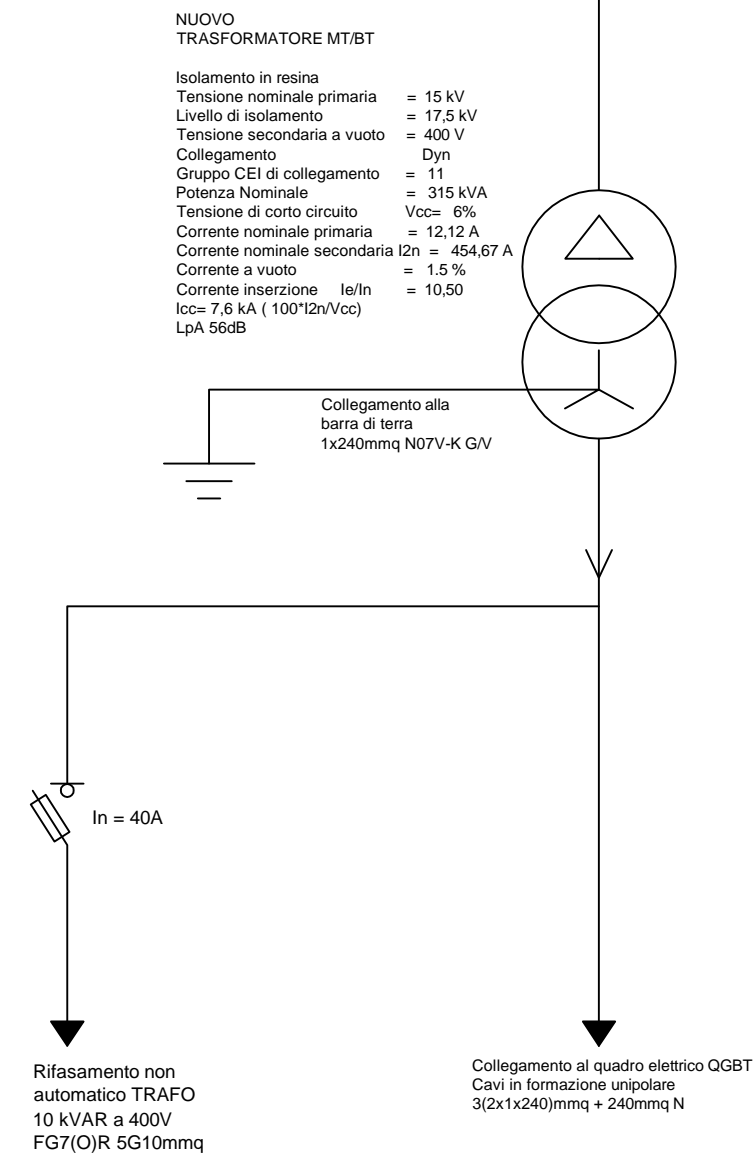 NUOVO
TRASFORMATORE MT/BT
Isolamento in resina
Tensione nominale primaria = 15 kV
Livello di isolamento = 17,5 kV
Tensione secondaria a vuoto = 400 V
Collegamento Dyn
Gruppo CEI di collegamento = 11
Potenza Nominale = 315 kVA
Tensione di corto circuito Vcc= 6%
Corrente nominale primaria = 12,12 A
Corrente nominale secondaria I2n = 454,67 A
Corrente a vuoto = 1.5 %
Corrente inserzione Ie/In = 10,50
Icc= 7,6 kA ( 100*I2n/Vcc)
LpA 56dB
Collegamento alla
barra di terra
1x240mmq N07V-K G/V
In = 40A
Rifasamento non
automatico TRAFO
10 kVAR a 400V
FG7(O)R 5G10mmq
Collegamento al quadro elettrico QGBT
Cavi in formazione unipolare
3(2x1x240)mmq + 240mmq N